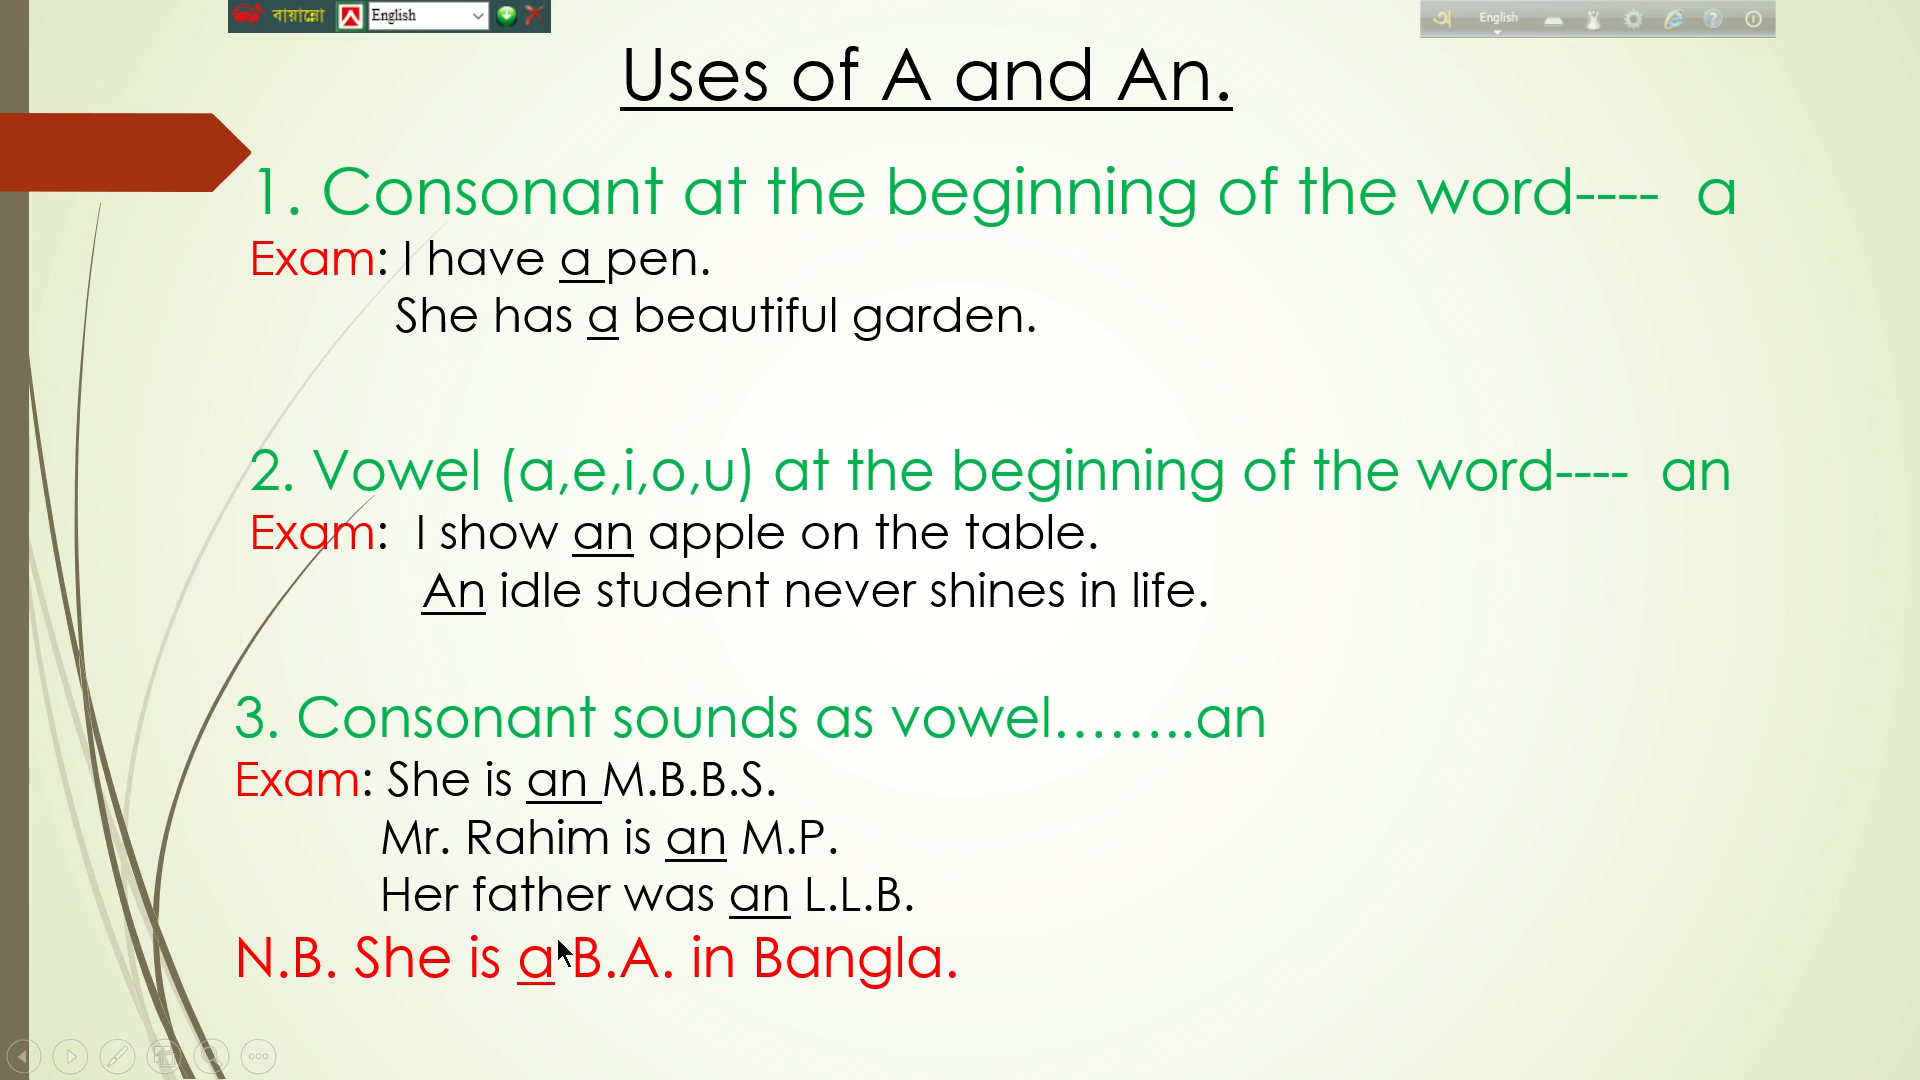 বায়ান্নো English
অ English
Uses of A and An.
1. Consonant at the beginning of the word---- a
Exam: I have a pen.
She has a beautiful garden.
2. Vowel (a,e,i,o,u) at the beginning of the word---- an
Exam: I show an apple on the table.
An idle student never shines in life.
3. Consonant sounds as vowel........an
Exam: She is an M.B.B.S.
Mr. Rahim is an M.P.
Her father was an L.L.B.
N.B. She is a B.A. in Bangla.